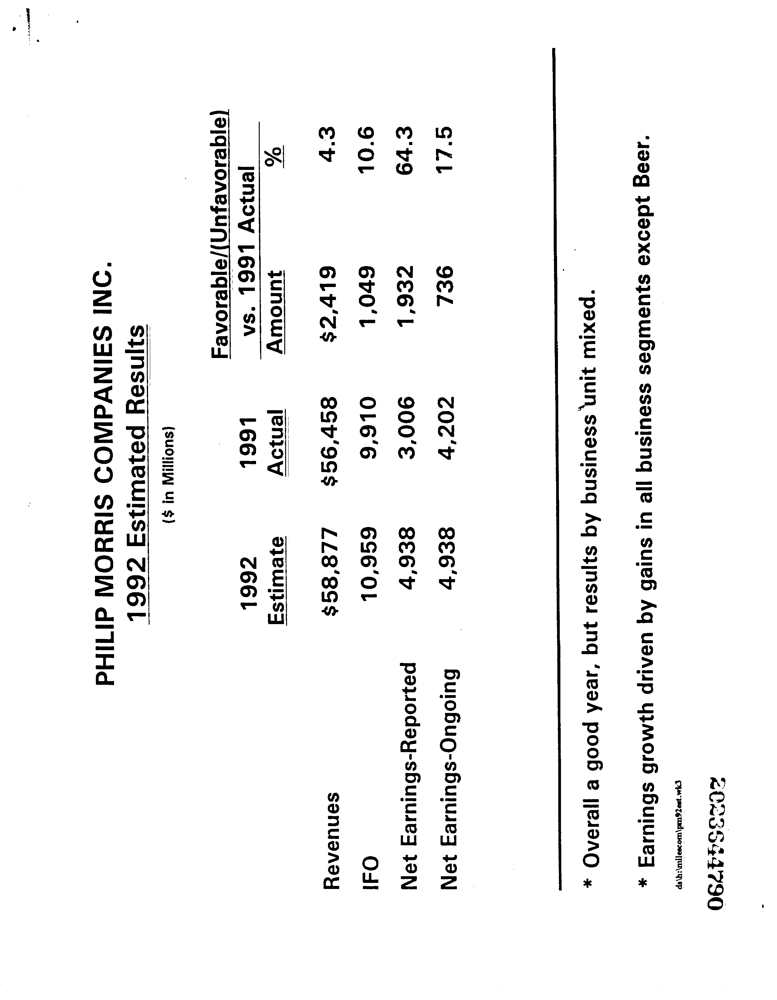 PHILIP MORRIS COMPANIES INC.
1992 Estimated Results
($ in Millions)
Favorable/(Unfavorable)
1992 1991 vs. 1991 Actual
Estimate Actual Amount %
Revenues $58,877 $56,458 $2,419 4.3
IFO 10,959 9,910 1,049 10.6
Net Earnings-Reported 4,938 3,006 1,932 64.3
Net Earnings-Ongoing 4,938 4,202 736 17.5
* Overall a good year, but results by business unit mixed.
* Earnings growth driven by gains in all business segments except Beer.
2023544790